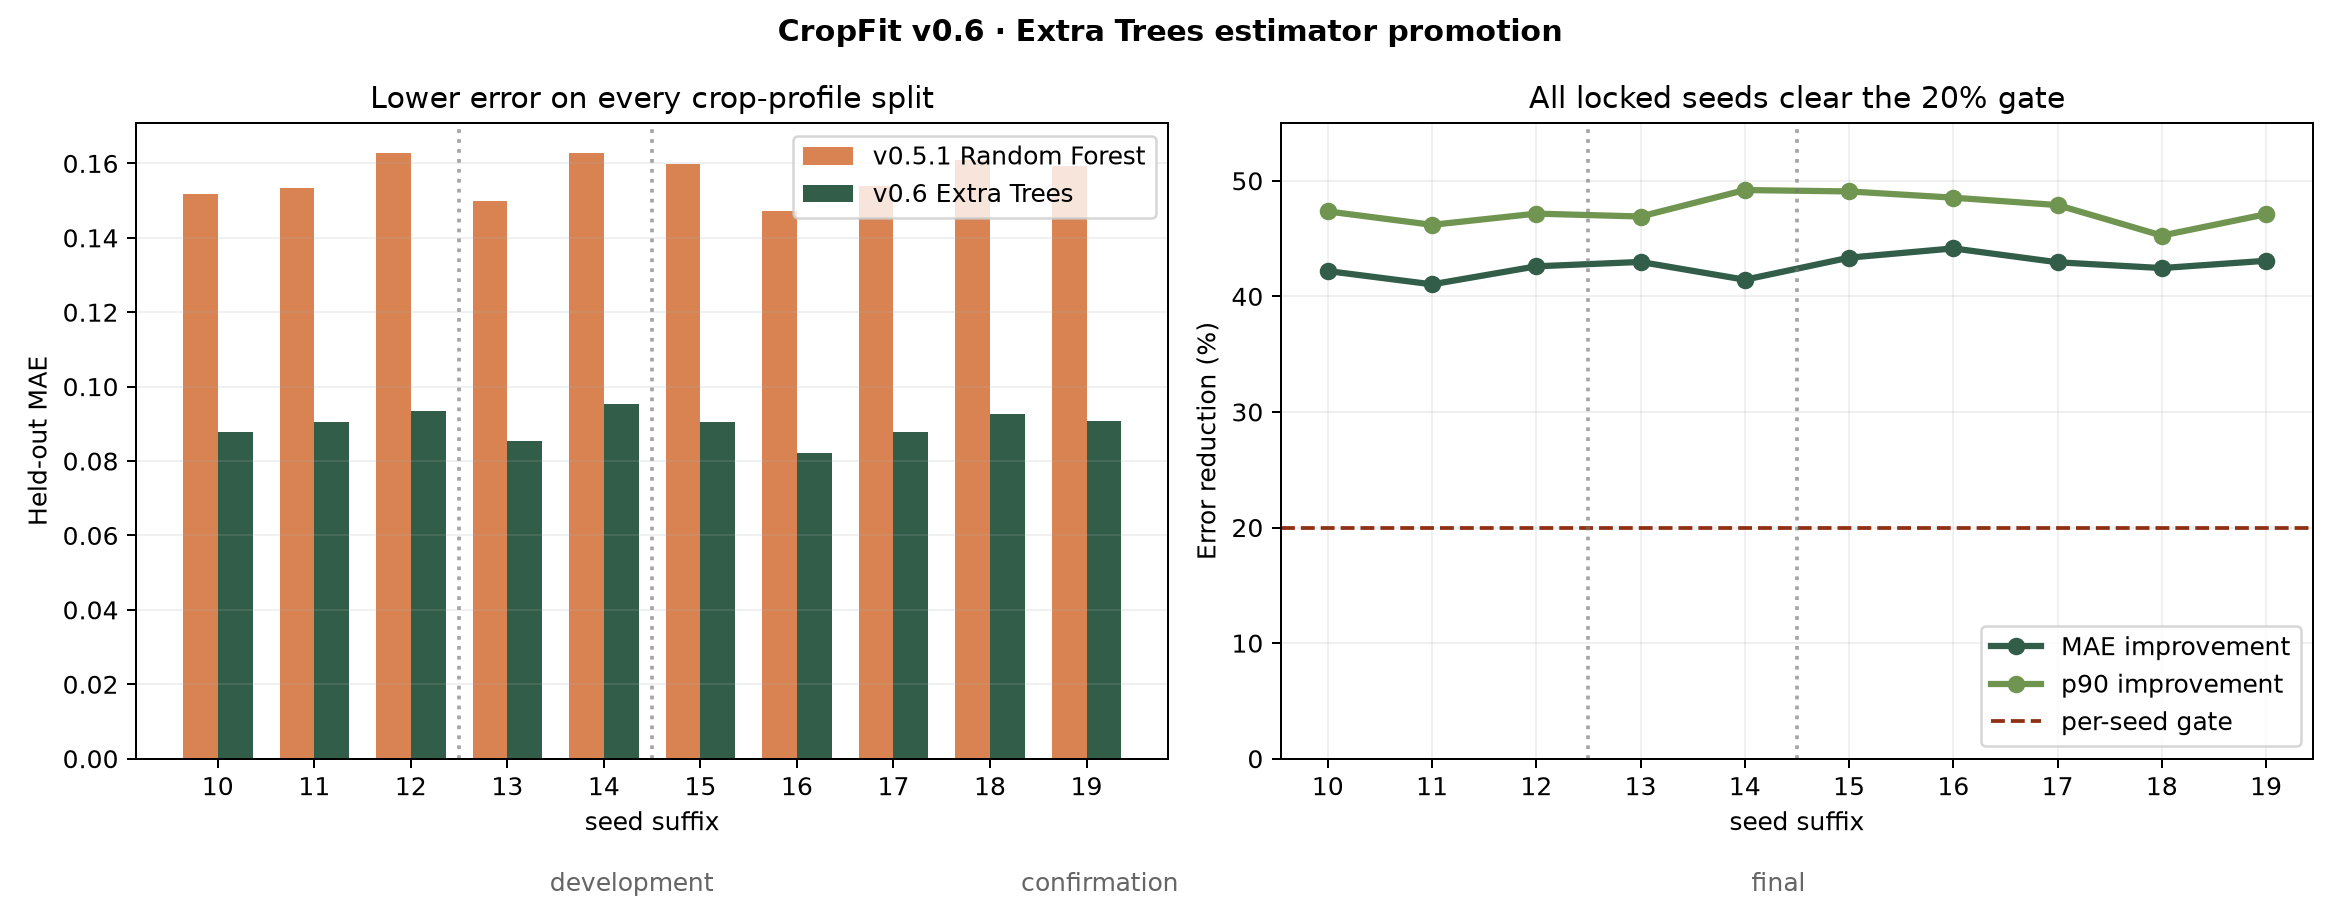 CropFit v0.6 · Extra Trees estimator promotion
Lower error on every crop-profile split
Held-out MAE
0.16
0.14
0.12
0.10
0.08
0.06
0.04
0.02
0.00
v0.5.1 Random Forest
v0.6 Extra Trees
10 11 12 13 14 15 16 17 18 19
seed suffix
All locked seeds clear the 20% gate
Error reduction (%)
50
40
30
20
10
0
MAE improvement
p90 improvement
per-seed gate
10 11 12 13 14 15 16 17 18 19
seed suffix
development
confirmation
final